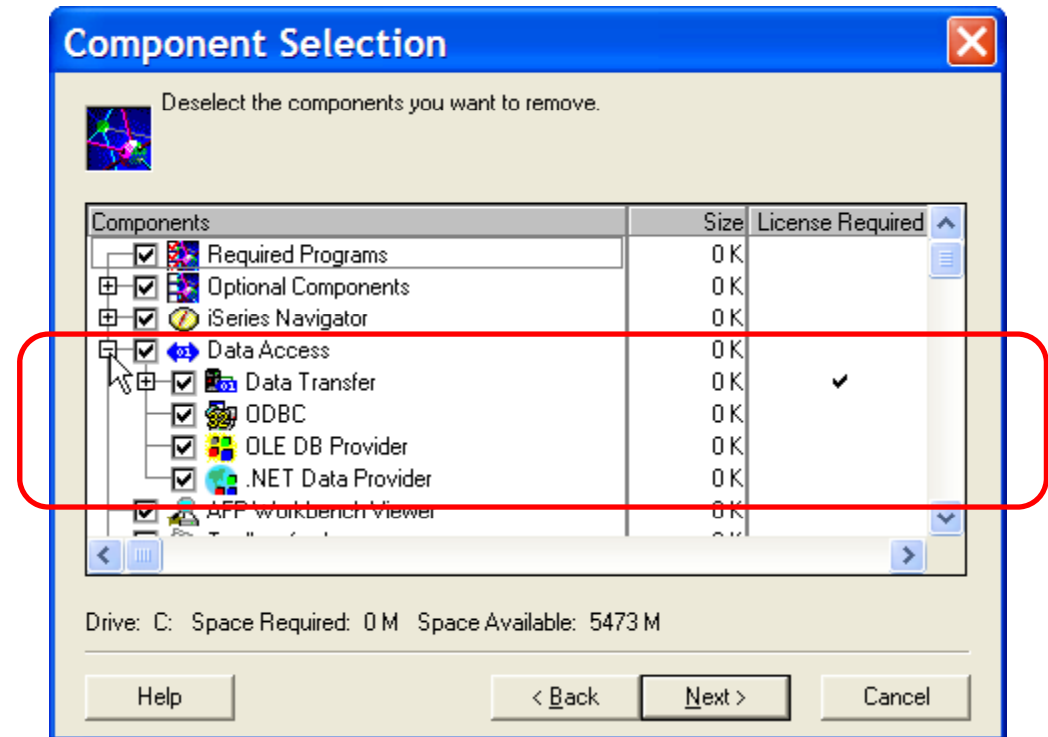 Component Selection
Deselect the components you want to remove.
Components Size License Required
Required Programs 0 K
Optional Components 0 K
iSeries Navigator 0 K
Data Access 0 K
Data Transfer 0 K
ODBC 0 K
OLE DB Provider 0 K
.NET Data Provider 0 K
AFP Workbench Viewer 0 K
Drive: C: Space Required: 0 M Space Available: 5473 M
Help < Back Next > Cancel